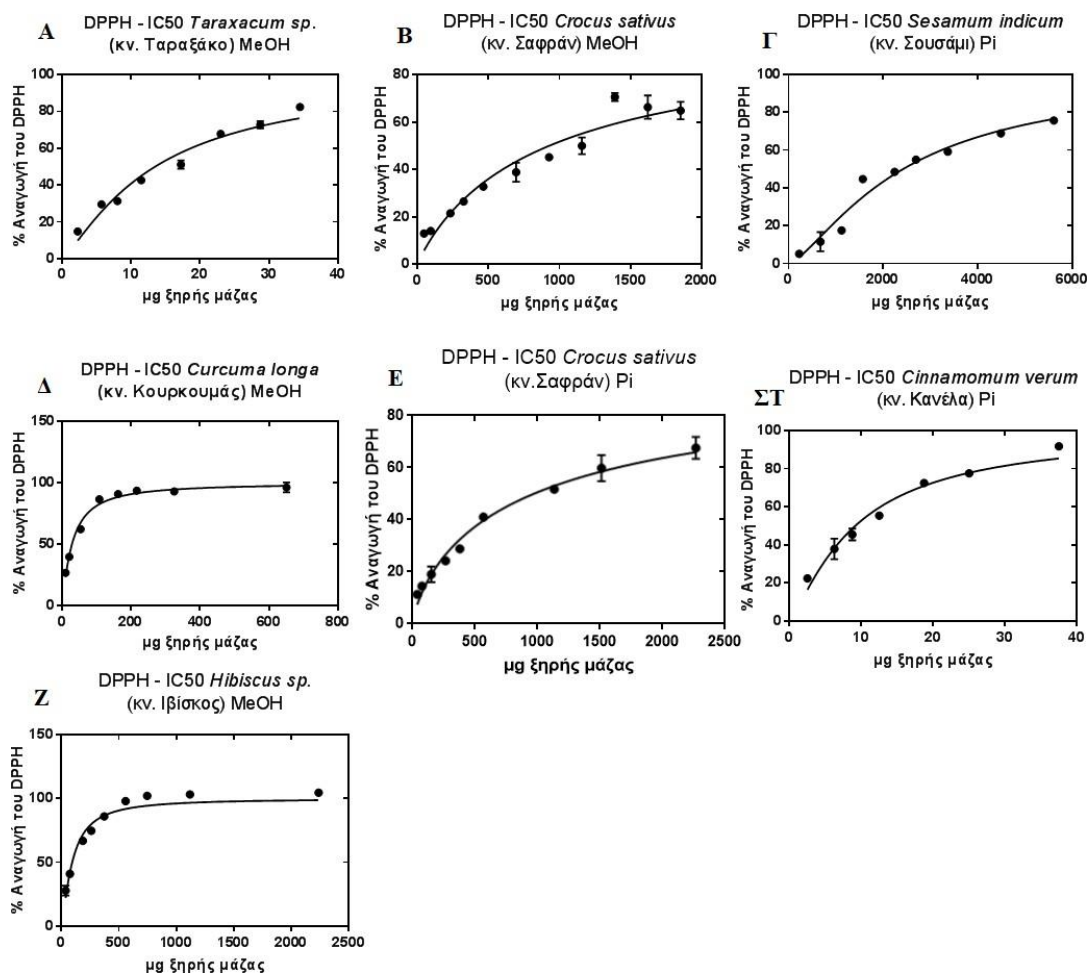 Α
DPPH - IC50 Taraxacum sp.
(κν. Ταραξάκο) MeOH
% Αναγωγή του DPPH
100
80
60
40
20
0
0 10 20 30 40
μg ξηρής μάζας
Β
DPPH - IC50 Crocus sativus
(κν. Σαφράν) MeOH
% Αναγωγή του DPPH
80
60
40
20
0
0 500 1000 1500 2000
μg ξηρής μάζας
Γ
DPPH - IC50 Sesamum indicum
(κν. Σουσάμι) Pi
% Αναγωγή του DPPH
100
80
60
40
20
0
0 2000 4000 6000
μg ξηρής μάζας
Δ
DPPH - IC50 Curcuma longa
(κν. Κουρκουμάς) MeOH
% Αναγωγή του DPPH
150
100
50
0
0 200 400 600 800
μg ξηρής μάζας
Ε
DPPH - IC50 Crocus sativus
(κν.Σαφράν) Pi
% Αναγωγή του DPPH
80
60
40
20
0
0 500 1000 1500 2000 2500
μg ξηρής μάζας
ΣΤ
DPPH - IC50 Cinnamomum verum
(κν. Κανέλα) Pi
% Αναγωγή του DPPH
100
80
60
40
20
0
0 10 20 30 40
μg ξηρής μάζας
Ζ
DPPH - IC50 Hibiscus sp.
(κν. Ιβίσκος) MeOH
% Αναγωγή του DPPH
150
100
50
0
0 500 1000 1500 2000 2500
μg ξηρής μάζας